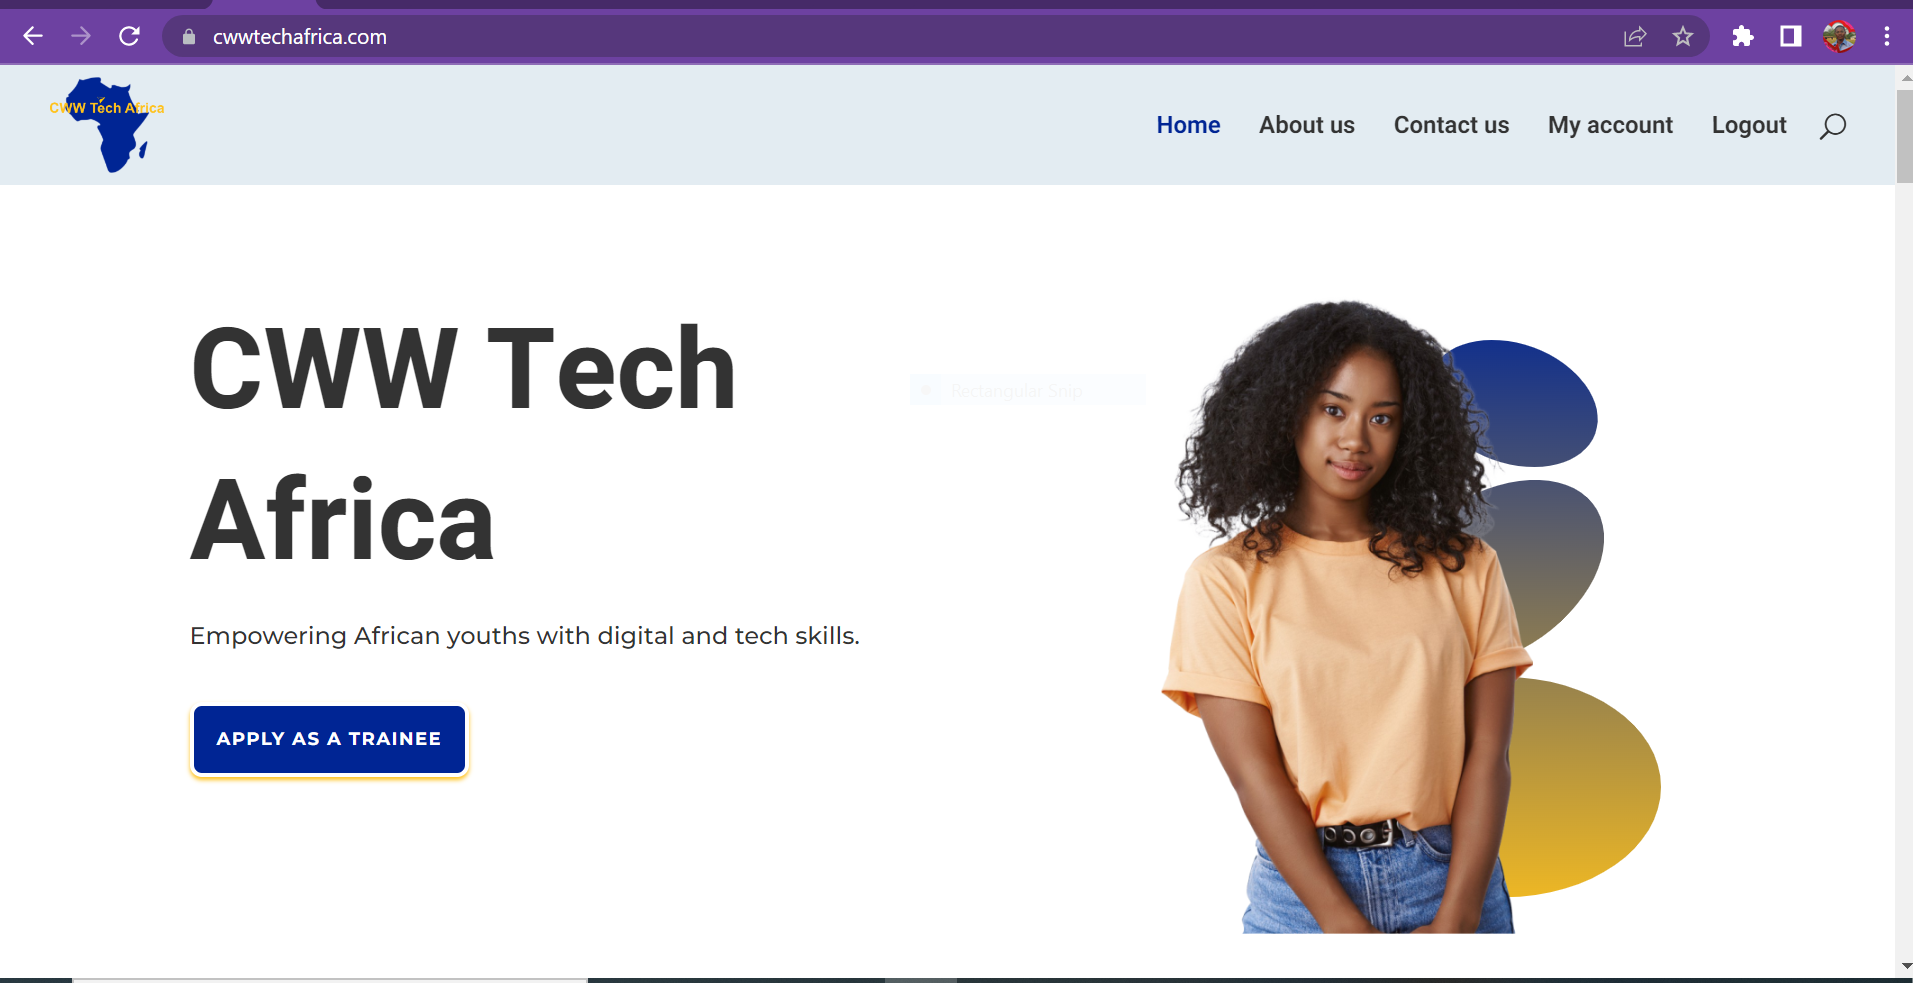 cwwtechafrica.com
CWW Tech Africa
Home About us Contact us My account Logout
CWW Tech
Africa
Rectangular Snip
Empowering African youths with digital and tech skills.
APPLY AS A TRAINEE